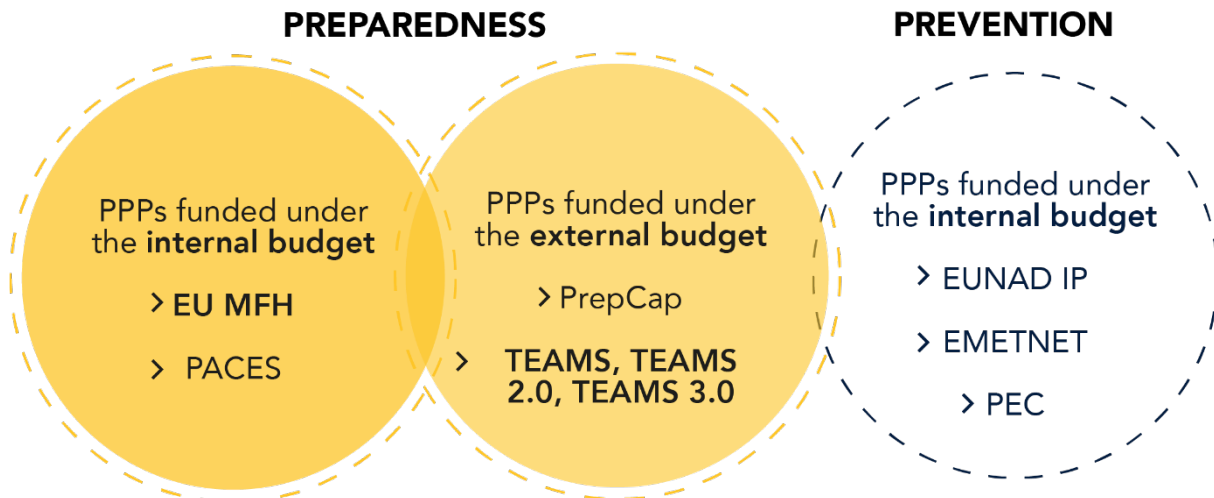 PREPAREDNESS
PREVENTION
PPPs funded under
the internal budget
> EU MFH
> PACES
PPPs funded under
the external budget
> PrepCap
> TEAMS, TEAMS
2.0, TEAMS 3.0
PPPs funded under
the internal budget
> EUNAD IP
> EMETNET
> PEC